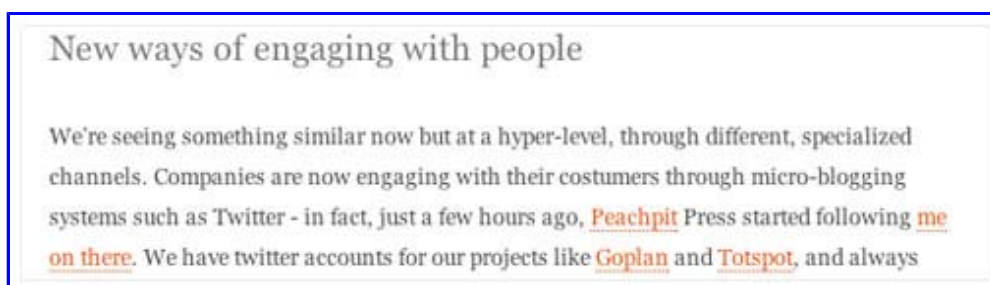 New ways of engaging with people
We're seeing something similar now but at a hyper-level, through different, specialized
channels. Companies are now engaging with their costumers through micro-blogging
systems such as Twitter - in fact, just a few hours ago, Peachpit Press started following me
on there. We have twitter accounts for our projects like Goplan and Totspot, and always